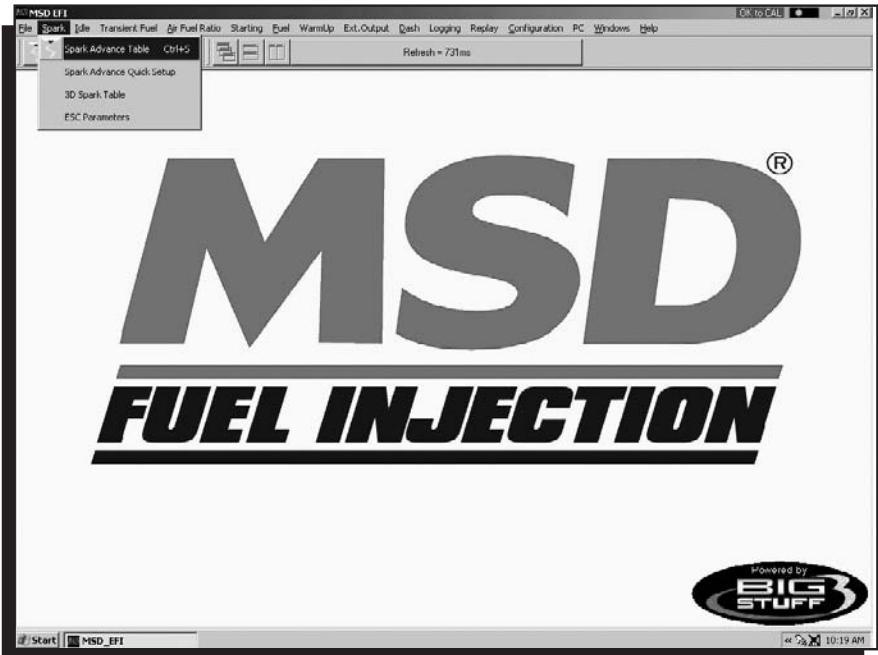 MSD EFI OK to CAL
File Spark Idle Transient Fuel Air Fuel Ratio Starting Fuel WarmUp Ext.Output Dash Logging Replay Configuration PC Windows Help
Spark Advance Table Ctrl+S
Refresh = 731ms
Spark Advance Quick Setup
3D Spark Table
ESC Parameters
MSD®
FUEL INJECTION
Powered by
BIG 3
STUFF
Start MSD_EFI 10:19 AM